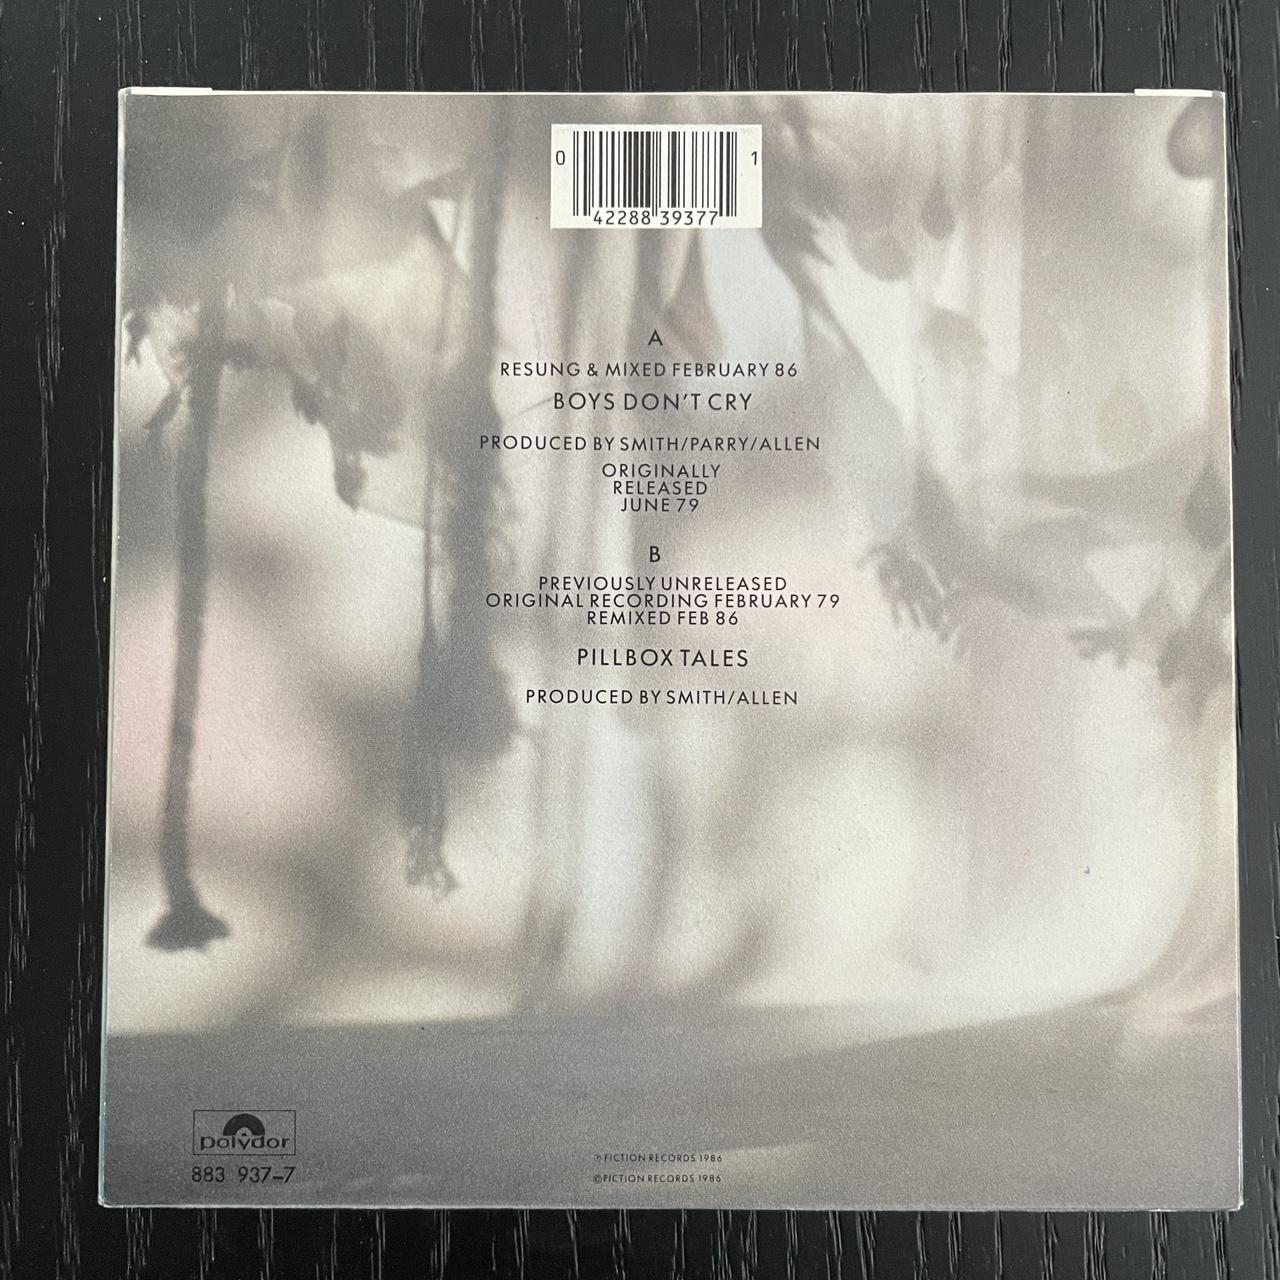 0 42288 39377 1
A
RESUNG & MIXED FEBRUARY 86
BOYS DON'T CRY
PRODUCED BY SMITH/PARRY/ALLEN
ORIGINALLY
RELEASED
JUNE 79
B
PREVIOUSLY UNRELEASED
ORIGINAL RECORDING FEBRUARY 79
REMIXED FEB 86
PILLBOX TALES
PRODUCED BY SMITH/ALLEN
polydor
883 937-7
℗ FICTION RECORDS 1986
©FICTION RECORDS 1986